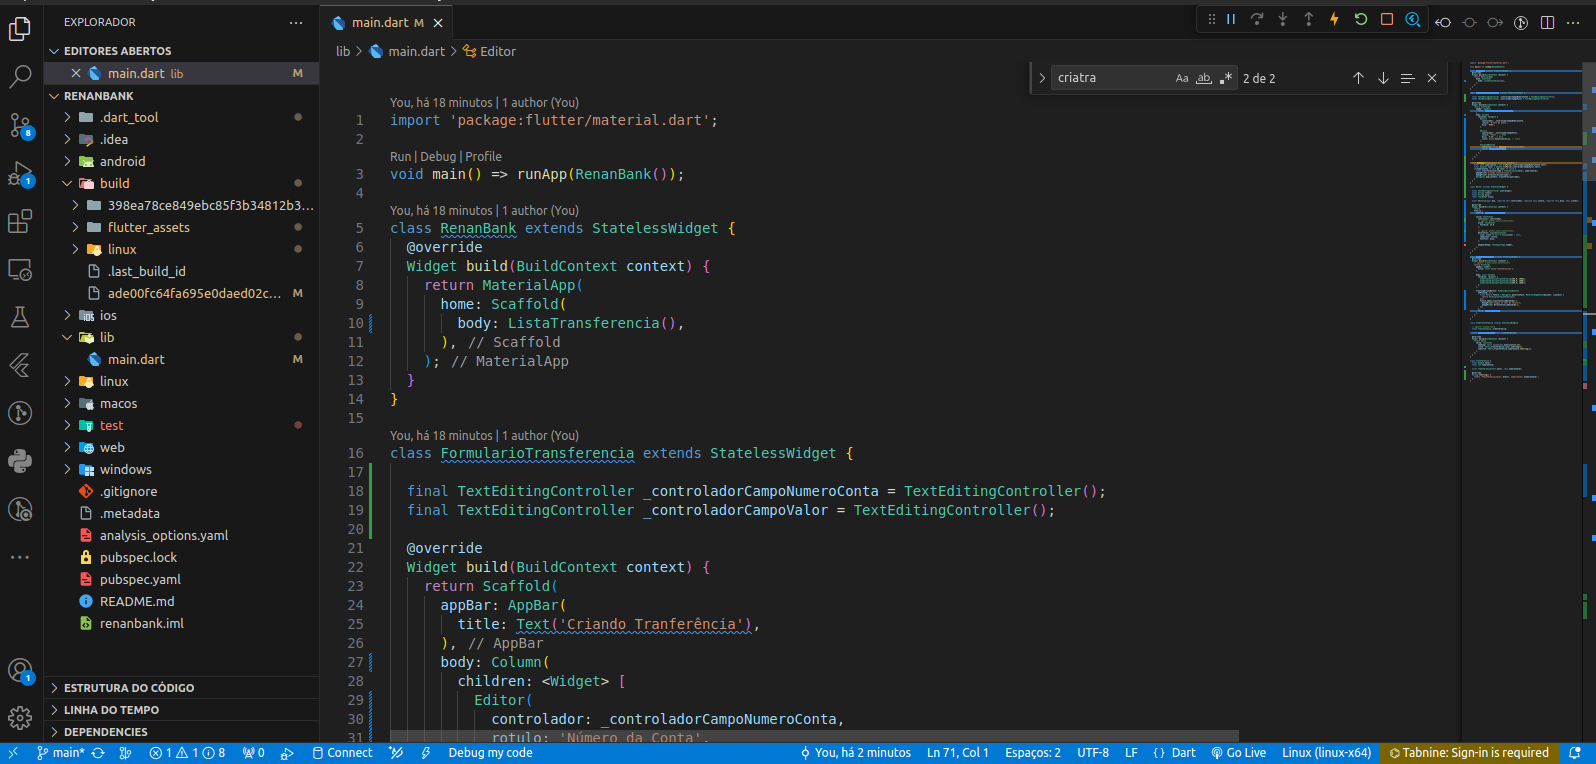 EXPLORADOR
EDITORES ABERTOS
main.dart lib M
RENANBANK
.dart_tool
.idea
android
build
398ea78ce849ebc85f3b34812b3...
flutter_assets
linux
.last_build_id
ade00fc64fa695e0daed02c... M
ios
lib
main.dart M
linux
macos
test
web
windows
.gitignore
.metadata
analysis_options.yaml
pubspec.lock
pubspec.yaml
README.md
renanbank.iml
ESTRUTURA DO CÓDIGO
LINHA DO TEMPO
DEPENDENCIES
8
1
1
main.dart M
lib > main.dart > Editor
criatra Aa ab 2 de 2
You, há 18 minutos | 1 author (You)
1 import 'package:flutter/material.dart';
2
Run | Debug | Profile
3 void main() => runApp(RenanBank());
4
You, há 18 minutos | 1 author (You)
5 class RenanBank extends StatelessWidget {
6 @override
7 Widget build(BuildContext context) {
8 return MaterialApp(
9 home: Scaffold(
10 body: ListaTransferencia(),
11 ), // Scaffold
12 ); // MaterialApp
13 }
14 }
15
You, há 18 minutos | 1 author (You)
16 class FormularioTransferencia extends StatelessWidget {
17
18 final TextEditingController _controladorCampoNumeroConta = TextEditingController();
19 final TextEditingController _controladorCampoValor = TextEditingController();
20
21 @override
22 Widget build(BuildContext context) {
23 return Scaffold(
24 appBar: AppBar(
25 title: Text('Criando Tranferência'),
26 ), // AppBar
27 body: Column(
28 children: <Widget> [
29 Editor(
30 controlador: _controladorCampoNumeroConta,
31 rotulo: 'Número da Conta',
main* 1 1 8 0 Connect Debug my code You, há 2 minutos Ln 71, Col 1 Espaços: 2 UTF-8 LF { } Dart Go Live Linux (linux-x64) Tabnine: Sign-in is required